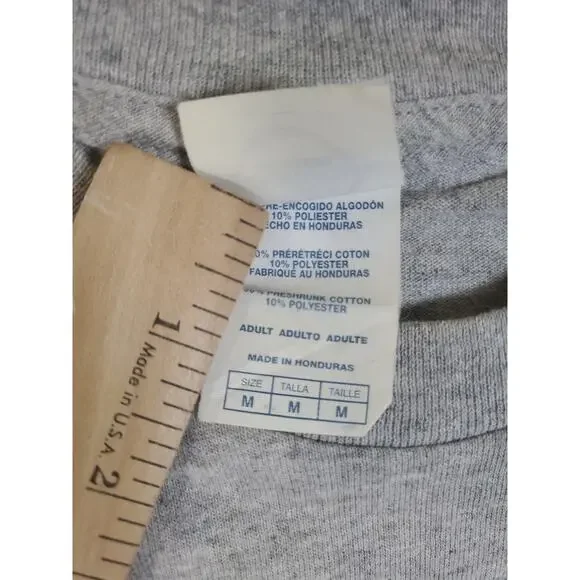 PRE-ENCOGIDO ALGODÓN
10% POLIESTER
HECHO EN HONDURAS
PRÉRÉTRÉCI COTON
10% POLYESTER
FABRIQUÉ AU HONDURAS
PRESHRUNK COTTON
10% POLYESTER
ADULT ADULTO ADULTE
MADE IN HONDURAS
SIZE TALLA TAILLE
M M M
1
Made in U.S.A.
2